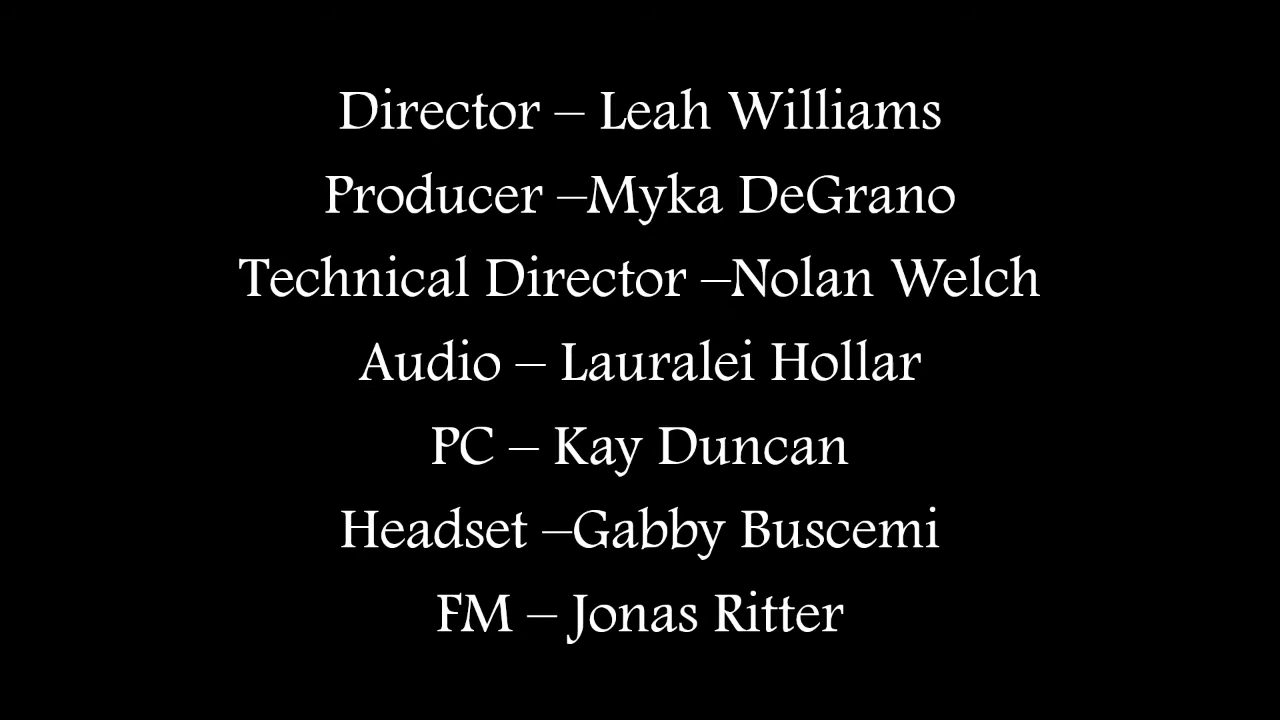 Director – Leah Williams
Producer –Myka DeGrano
Technical Director –Nolan Welch
Audio – Lauralei Hollar
PC – Kay Duncan
Headset –Gabby Buscemi
FM – Jonas Ritter